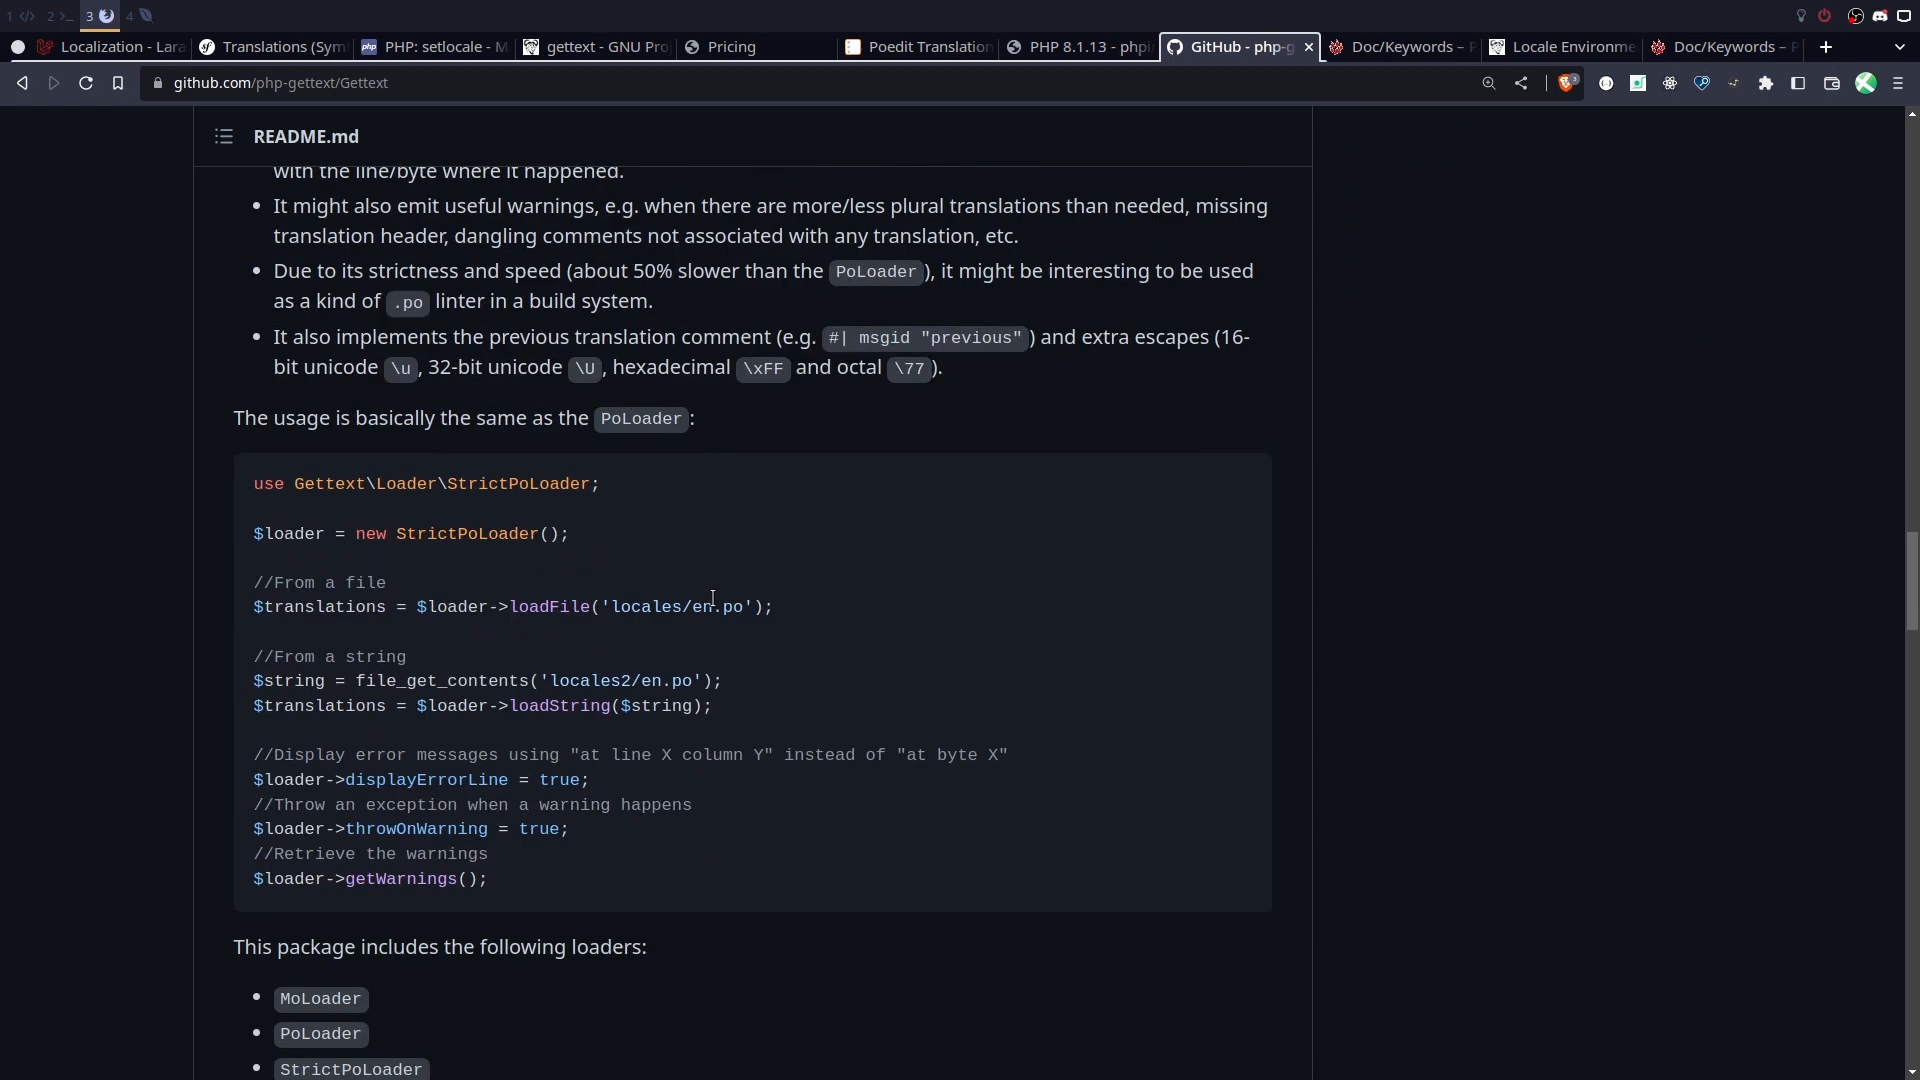 1 </> 2 >_ 3 4
Localization - Lara
Translations (Sym
php PHP: setlocale - M
gettext - GNU Pro
Pricing
Poedit Translation
PHP 8.1.13 - phpi
GitHub - php-g
Doc/Keywords – P
Locale Environme
Doc/Keywords – P
github.com/php-gettext/Gettext
3
README.md
with the line/byte where it happened.
• It might also emit useful warnings, e.g. when there are more/less plural translations than needed, missing
translation header, dangling comments not associated with any translation, etc.
• Due to its strictness and speed (about 50% slower than the PoLoader), it might be interesting to be used
as a kind of .po linter in a build system.
• It also implements the previous translation comment (e.g. #| msgid "previous") and extra escapes (16-
bit unicode \u, 32-bit unicode \U, hexadecimal \xFF and octal \77).
The usage is basically the same as the PoLoader:
use Gettext\Loader\StrictPoLoader;
$loader = new StrictPoLoader();
//From a file
$translations = $loader->loadFile('locales/en.po');
//From a string
$string = file_get_contents('locales2/en.po');
$translations = $loader->loadString($string);
//Display error messages using "at line X column Y" instead of "at byte X"
$loader->displayErrorLine = true;
//Throw an exception when a warning happens
$loader->throwOnWarning = true;
//Retrieve the warnings
$loader->getWarnings();
This package includes the following loaders:
• MoLoader
• PoLoader
• StrictPoLoader